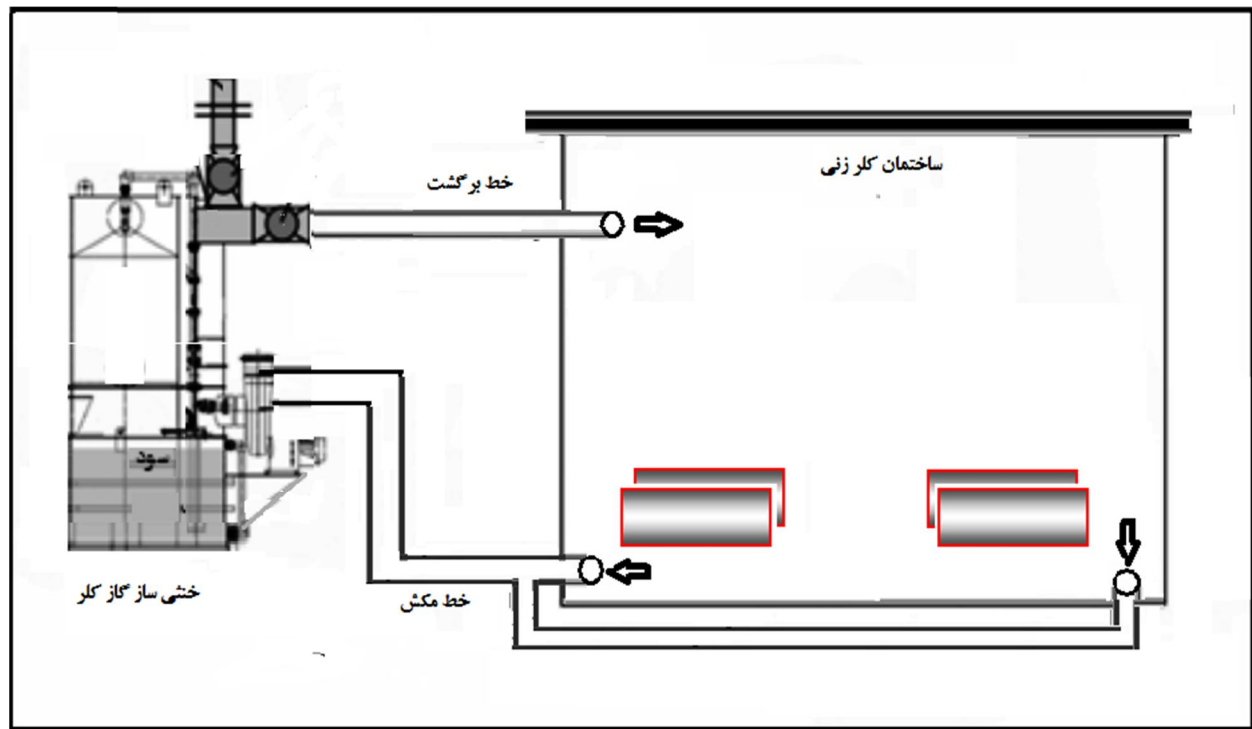 ساختمان کلر زنی
خط برگشت
سود
خط مکش
خنثی ساز گاز کلر